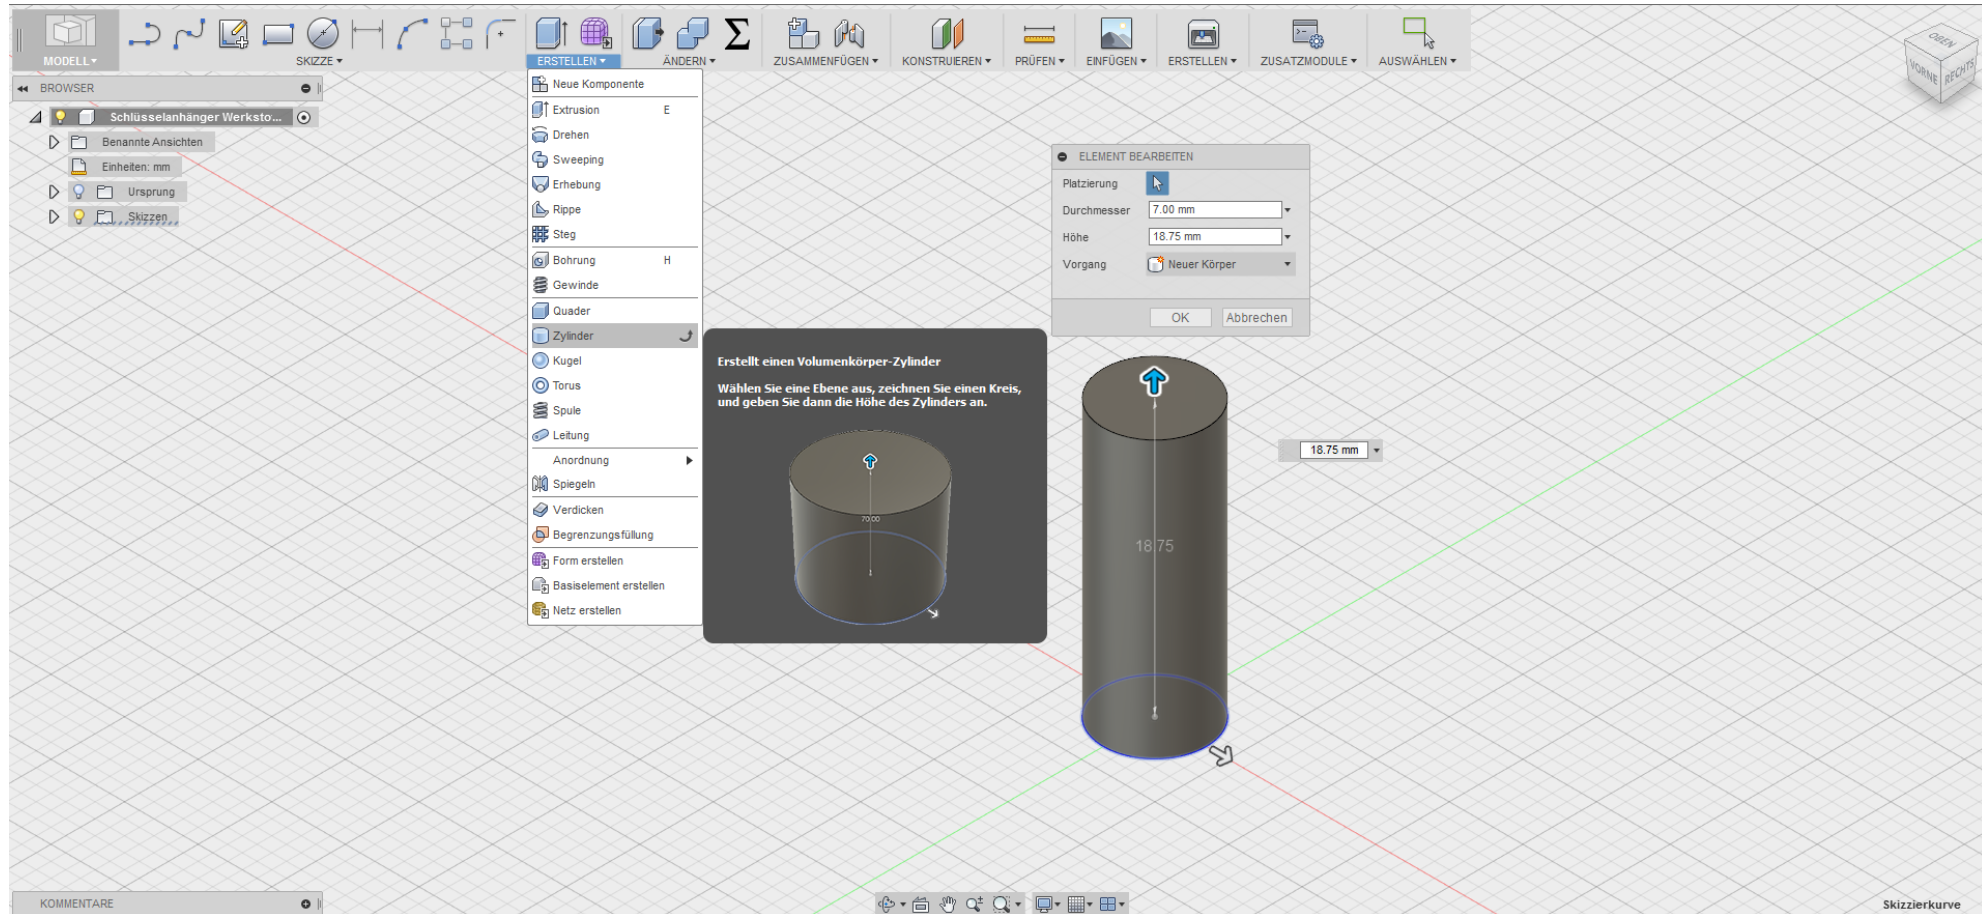 MODELL
SKIZZE
ERSTELLEN
ÄNDERN
ZUSAMMENFÜGEN
KONSTRUIEREN
PRÜFEN
EINFÜGEN
ERSTELLEN
ZUSATZMODULE
AUSWÄHLEN
OBEN
VORNE
RECHTS
BROWSER
Schlüsselanhänger Werksto...
Benannte Ansichten
Einheiten: mm
Ursprung
Skizzen
Neue Komponente
Extrusion E
Drehen
Sweeping
Erhebung
Rippe
Steg
Bohrung H
Gewinde
Quader
Zylinder
Kugel
Torus
Spule
Leitung
Anordnung
Spiegeln
Verdicken
Begrenzungsfüllung
Form erstellen
Basiselement erstellen
Netz erstellen
Erstellt einen Volumenkörper-Zylinder
Wählen Sie eine Ebene aus, zeichnen Sie einen Kreis,
und geben Sie dann die Höhe des Zylinders an.
70.00
ELEMENT BEARBEITEN
Platzierung
Durchmesser 7.00 mm
Höhe 18.75 mm
Vorgang Neuer Körper
OK Abbrechen
18.75 mm
18.75
KOMMENTARE
Skizzierkurve